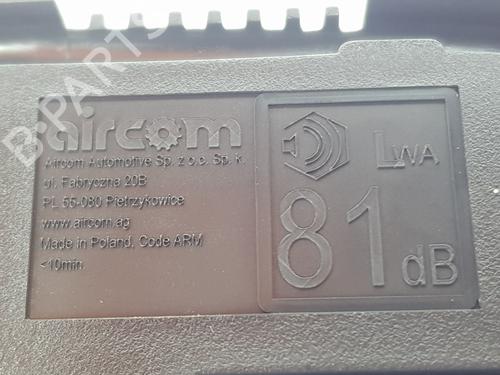 aircom
Aircom Automotive Sp. z o.o. Sp. k.
ul. Fabryczna 20B
PL 55-080 Pietrzykowice
www.aircom.ag
Made in Poland, Code ARM
<10min.
LWA
81 dB
B-PARTS